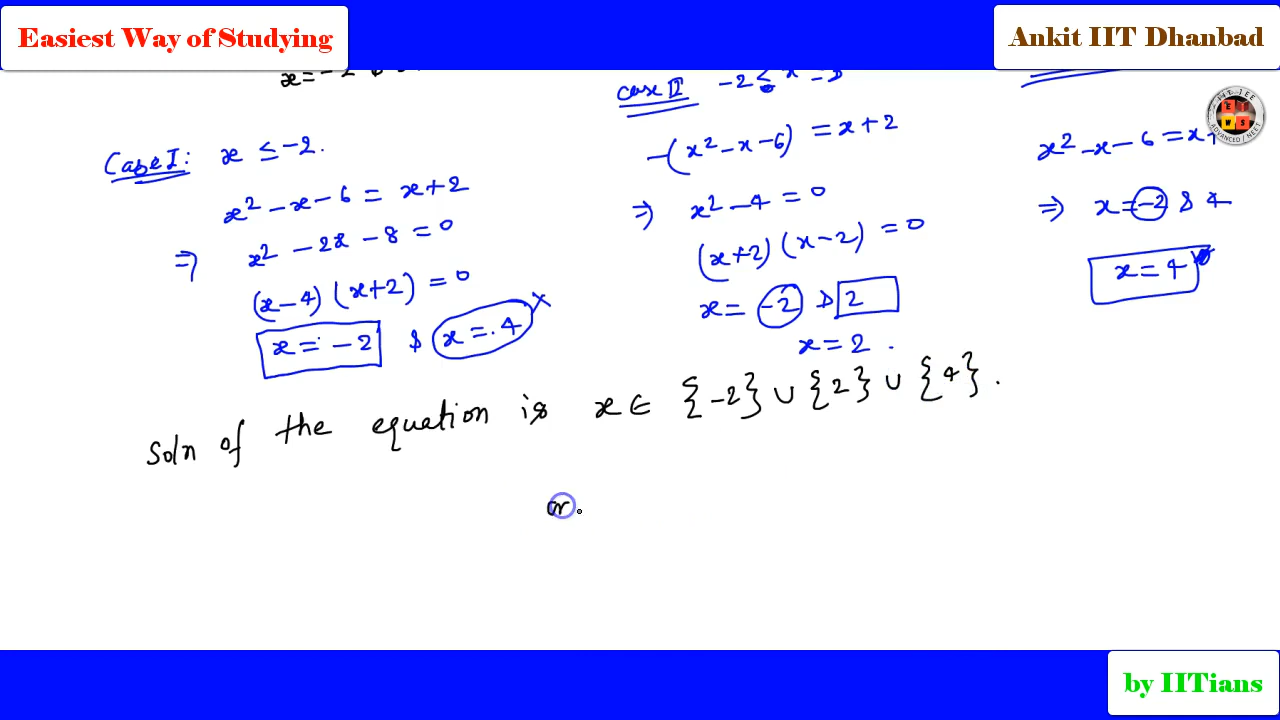 Easiest Way of Studying
Ankit IIT Dhanbad
Case I: x ≤ -2.
x² - x - 6 = x + 2
⇒ x² - 2x - 8 = 0
(x - 4) (x + 2) = 0
x = -2 & x = 4 ×
Case II -2 ≤ x
-(x² - x - 6) = x + 2
⇒ x² - 4 = 0
(x + 2) (x - 2) = 0
x = -2 & 2
x = 2.
x² - x - 6 = x +
⇒ x = -2 & 4
x = 4
Soln of the equation is x ∈ {-2} ∪ {2} ∪ {4}.
or.
EIWS
by IITians